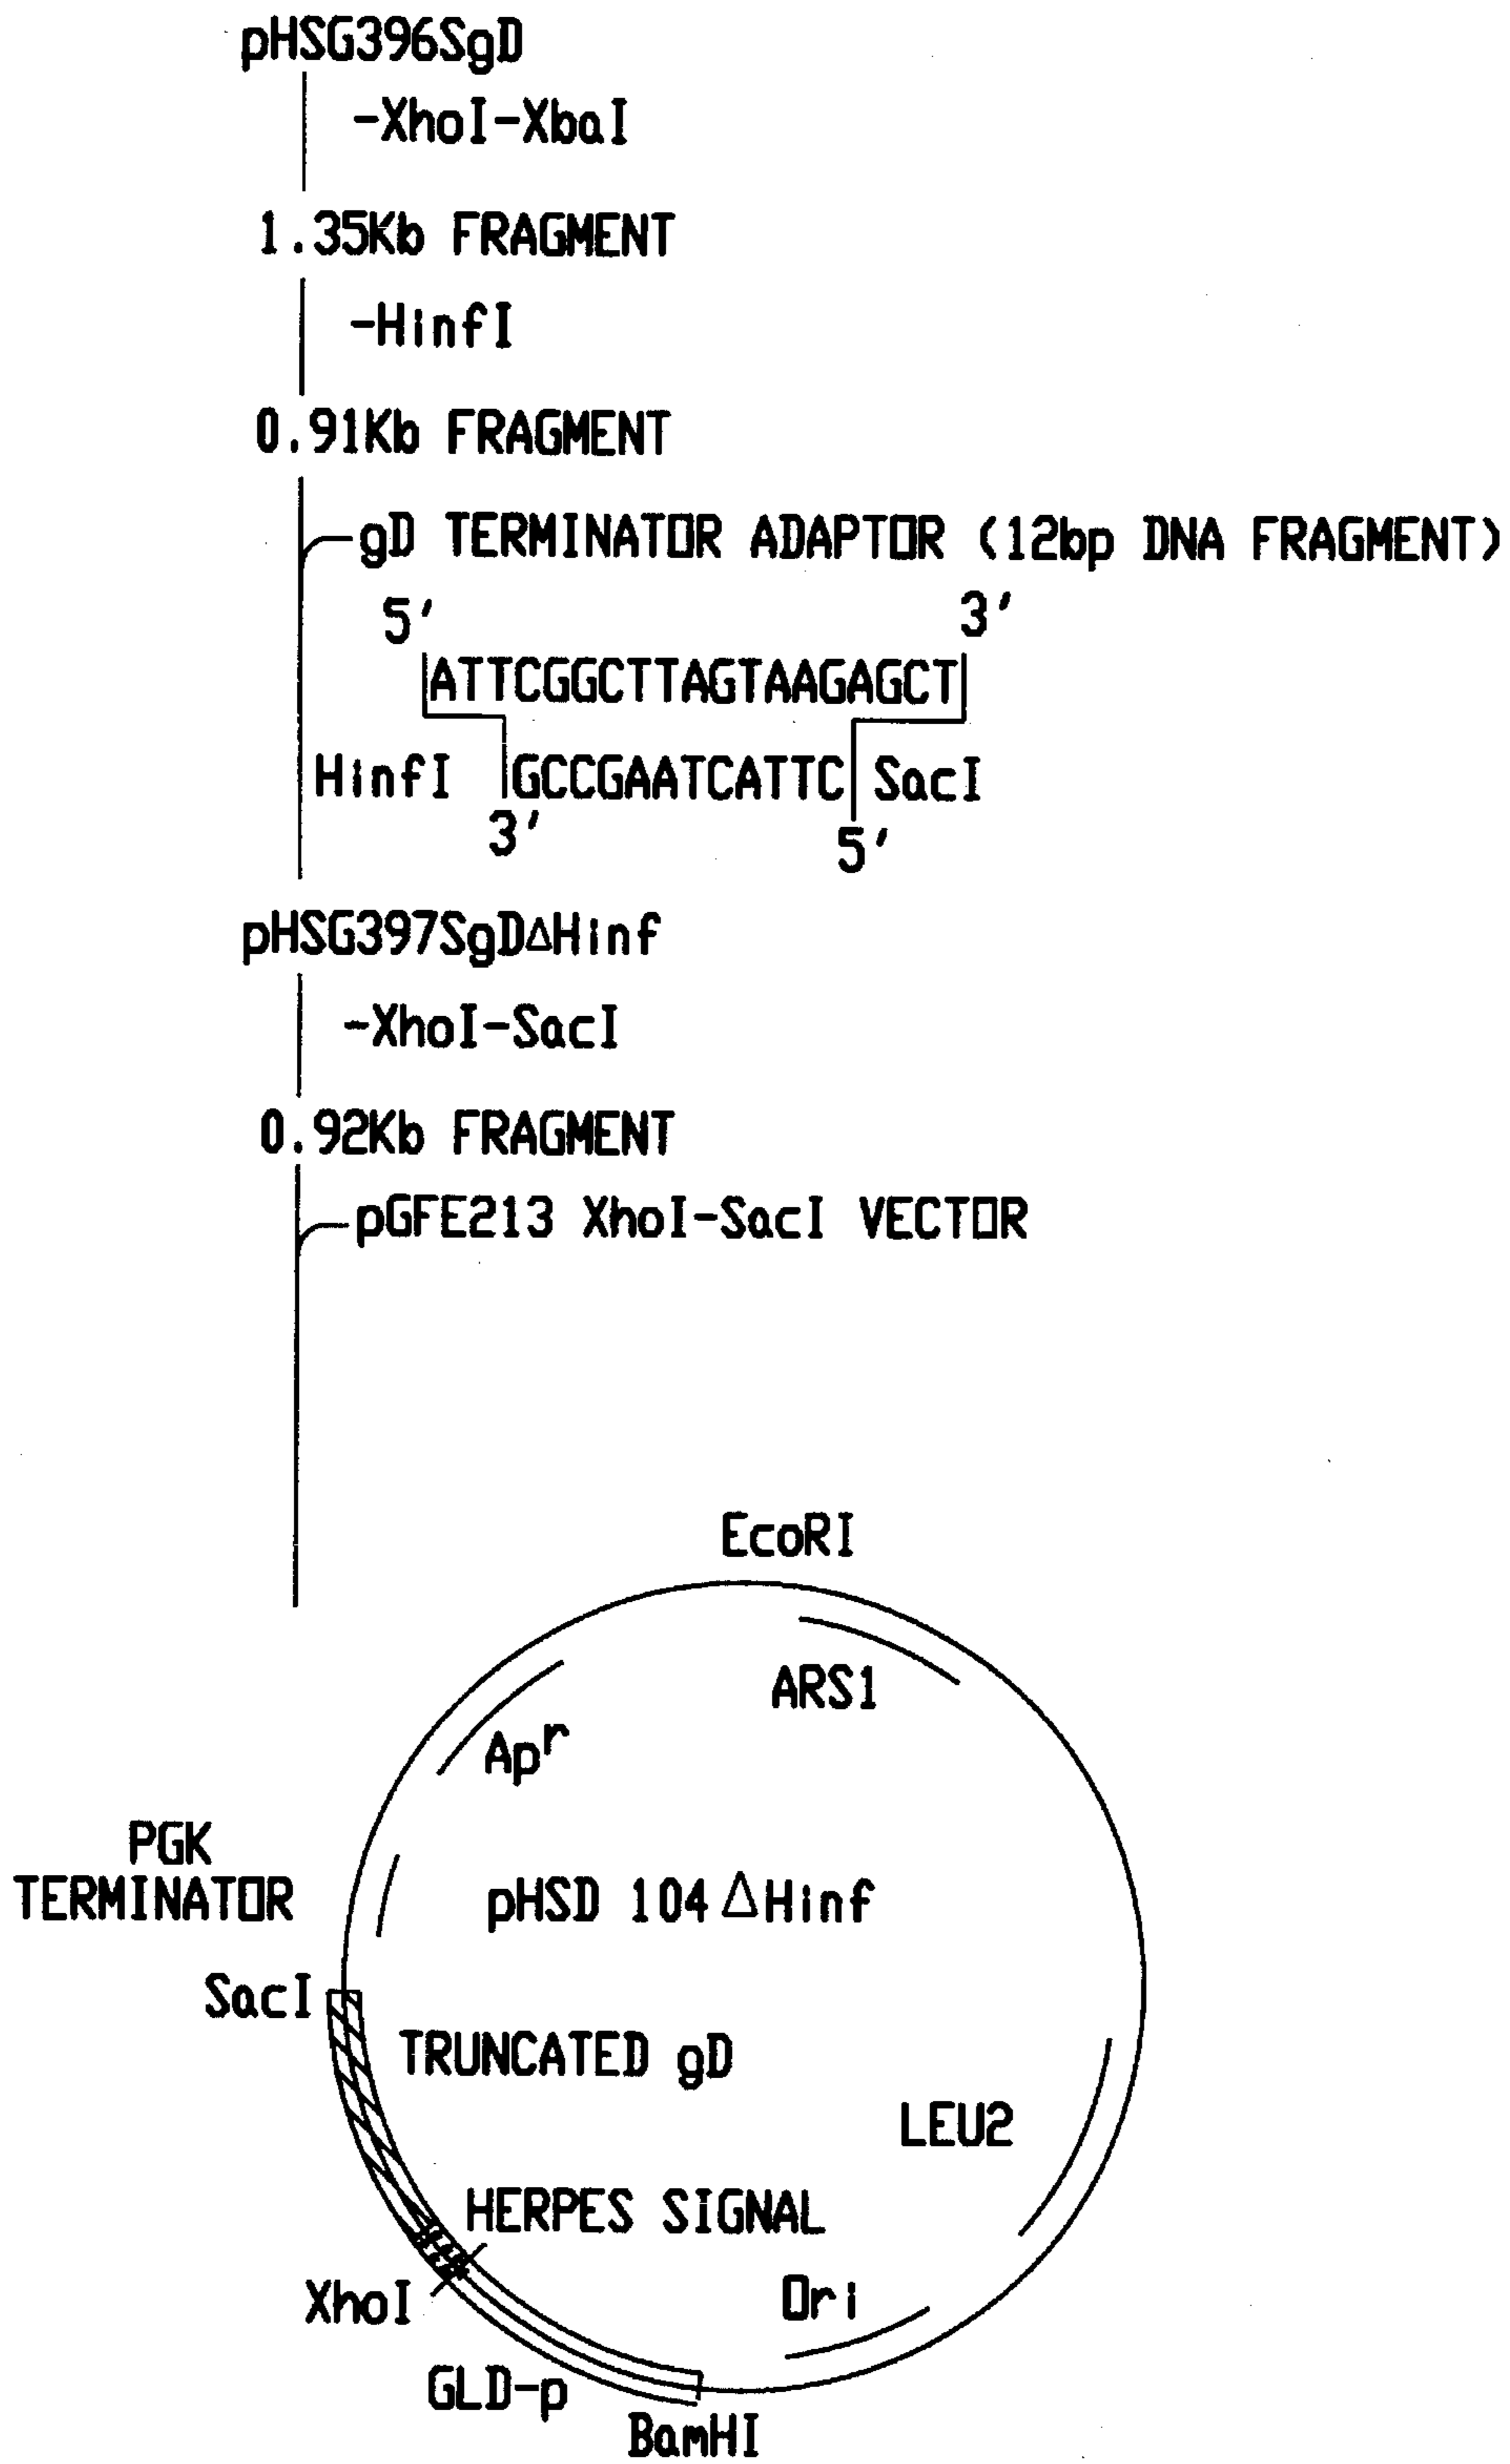 pHSG396SgD
-XhoI-XbaI
1.35Kb FRAGMENT
-HinfI
0.91Kb FRAGMENT
gD TERMINATOR ADAPTOR (12bp DNA FRAGMENT)
5' 3'
ATTCGGCTTAGTAAGAGCT
HinfI GCCGAATCATTC SacI
3' 5'
pHSG397SgDΔHinf
-XhoI-SacI
0.92Kb FRAGMENT
pGFE213 XhoI-SacI VECTOR
EcoRI
ARS1
Apr
PGK
TERMINATOR
pHSD 104 ΔHinf
SacI
TRUNCATED gD
LEU2
HERPES SIGNAL
XhoI
Ori
GLD-p
BamHI